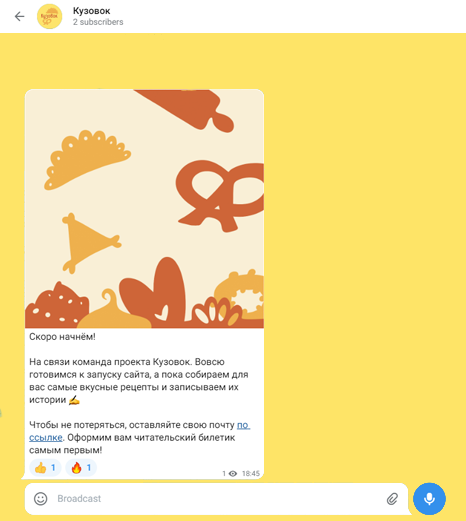 Кузовок
2 subscribers
Скоро начнём!
На связи команда проекта Кузовок. Вовсю
готовимся к запуску сайта, а пока собираем для
вас самые вкусные рецепты и записываем их
истории ✍
Чтобы не потеряться, оставляйте свою почту по
ссылке. Оформим вам читательский билетик
самым первым!
👍 1 🔥 1
1 18:45
Broadcast